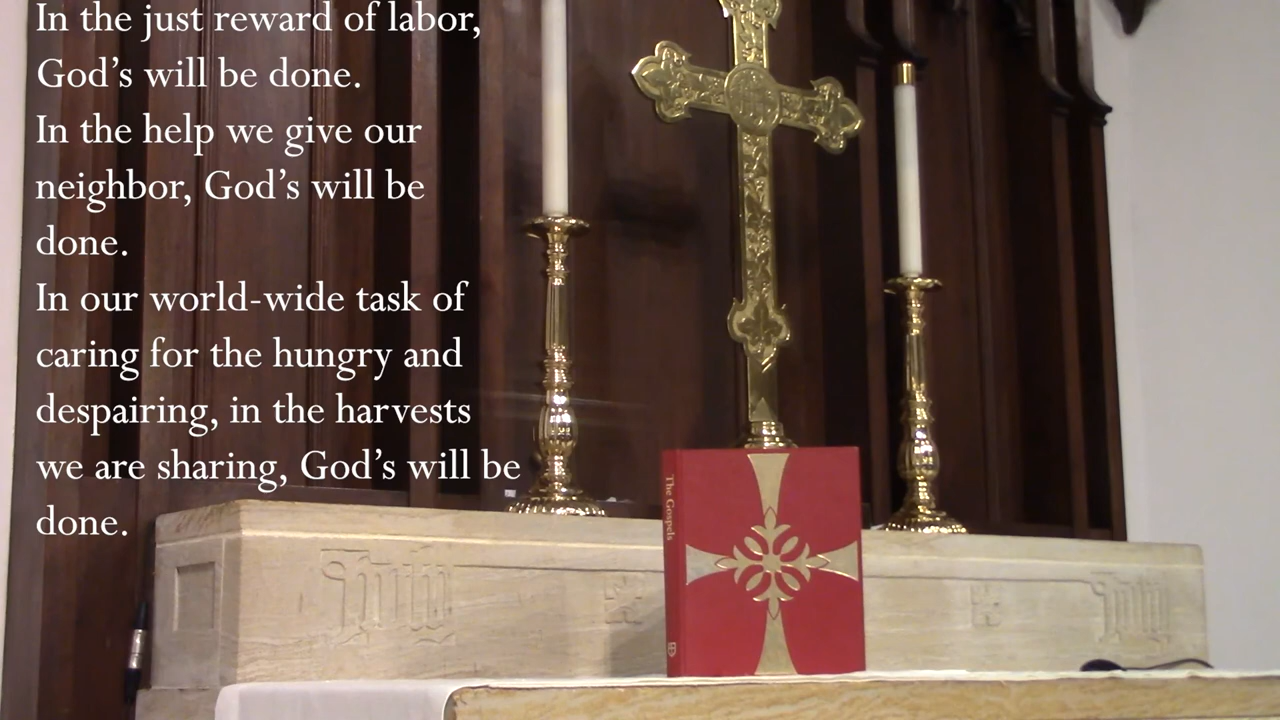 In the just reward of labor,
God’s will be done.
In the help we give our
neighbor, God’s will be
done.
In our world-wide task of
caring for the hungry and
despairing, in the harvests
we are sharing, God’s will be
done.
The Gospels
Holy
Holy